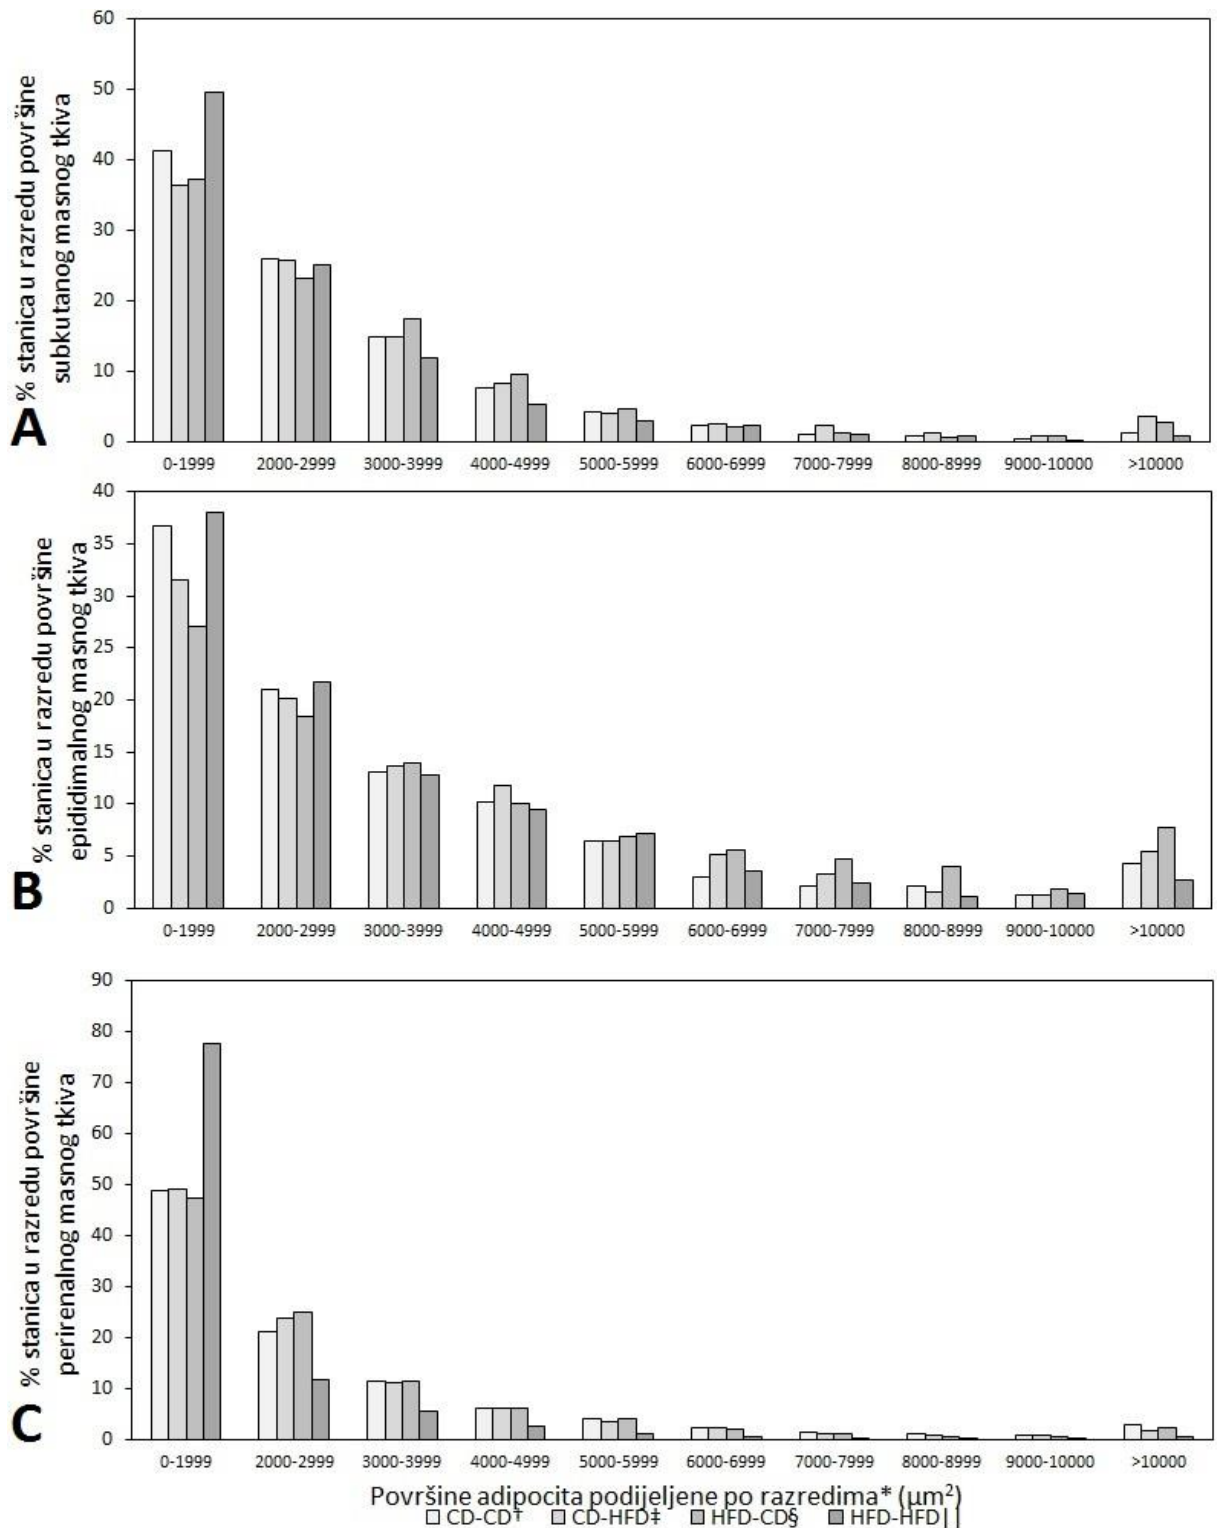 60
50
40
30
20
10
0
% stanica u razredu površine
subkutanog masnog tkiva
A
0-1999 2000-2999 3000-3999 4000-4999 5000-5999 6000-6999 7000-7999 8000-8999 9000-10000 >10000
40
35
30
25
20
15
10
5
0
% stanica u razredu površine
epididimalnog masnog tkiva
B
0-1999 2000-2999 3000-3999 4000-4999 5000-5999 6000-6999 7000-7999 8000-8999 9000-10000 >10000
90
80
70
60
50
40
30
20
10
0
% stanica u razredu površine
perirenalnog masnog tkiva
C
0-1999 2000-2999 3000-3999 4000-4999 5000-5999 6000-6999 7000-7999 8000-8999 9000-10000 >10000
Površine adipocita podijeljene po razredima* (µm²)
CD-CD† CD-HFD‡ HFD-CD§ HFD-HFD||